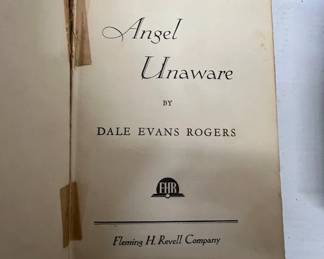 Angel
Unaware
BY
DALE EVANS ROGERS
FHR
Fleming H. Revell Company